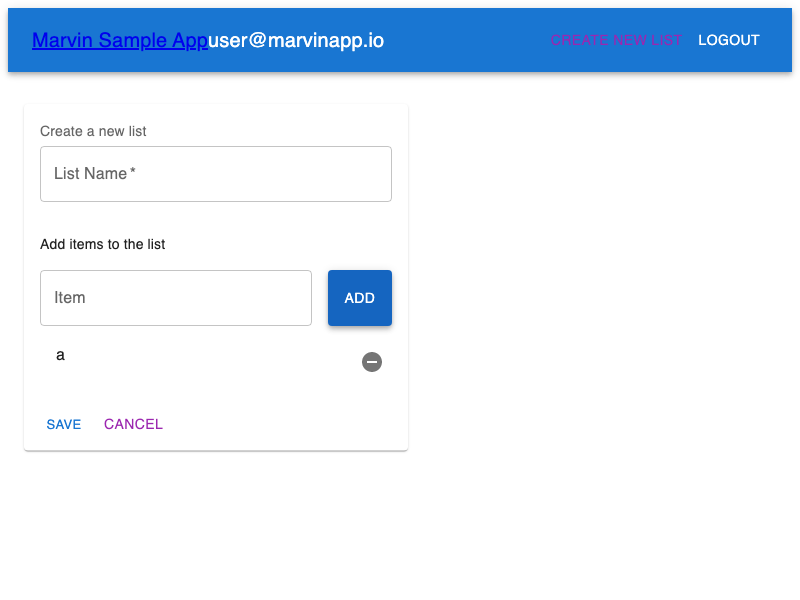 Marvin Sample Appuser@marvinapp.io CREATE NEW LIST LOGOUT
Create a new list
List Name *
Add items to the list
Item ADD
a
SAVE CANCEL